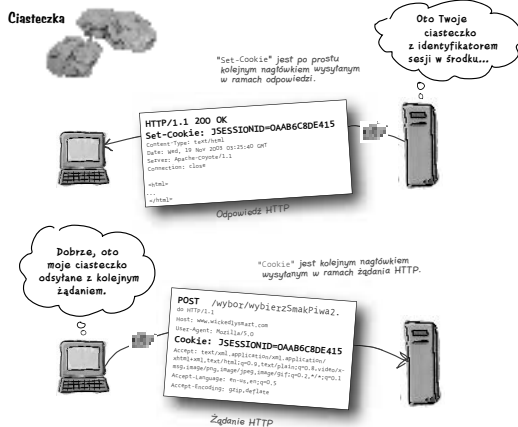 Ciasteczka
Oto Twoje
ciasteczko
z identyfikatorem
sesji w środku...
"Set-Cookie" jest po prostu
kolejnym nagłówkiem wysyłanym
w ramach odpowiedzi.
HTTP/1.1 200 OK
Set-Cookie: JSESSIONID=0AAB6C8DE415
Content-Type: text/html
Date: Wed, 19 Nov 2003 03:25:40 GMT
Server: Apache-Coyote/1.1
Connection: close
<html>
...
</html>
Odpowiedź HTTP
Dobrze, oto
moje ciasteczko
odsyłane z kolejnym
żądaniem.
"Cookie" jest kolejnym nagłówkiem
wysyłanym w ramach żądania HTTP.
POST /wybor/wybierzSmakPiwa2.
do HTTP/1.1
Host: www.wickedlysmart.com
User-Agent: Mozilla/5.0
Cookie: JSESSIONID=0AAB6C8DE415
Accept: text/xml,application/xml,application/
xhtml+xml,text/html;q=0.9,text/plain;q=0.8,video/x-
msg,image/png,image/jpeg,image/gif;q=0.2,*/*;q=0.1
Accept-Language: en-us,en;q=0.5
Accept-Encoding: gzip,deflate
Żądanie HTTP